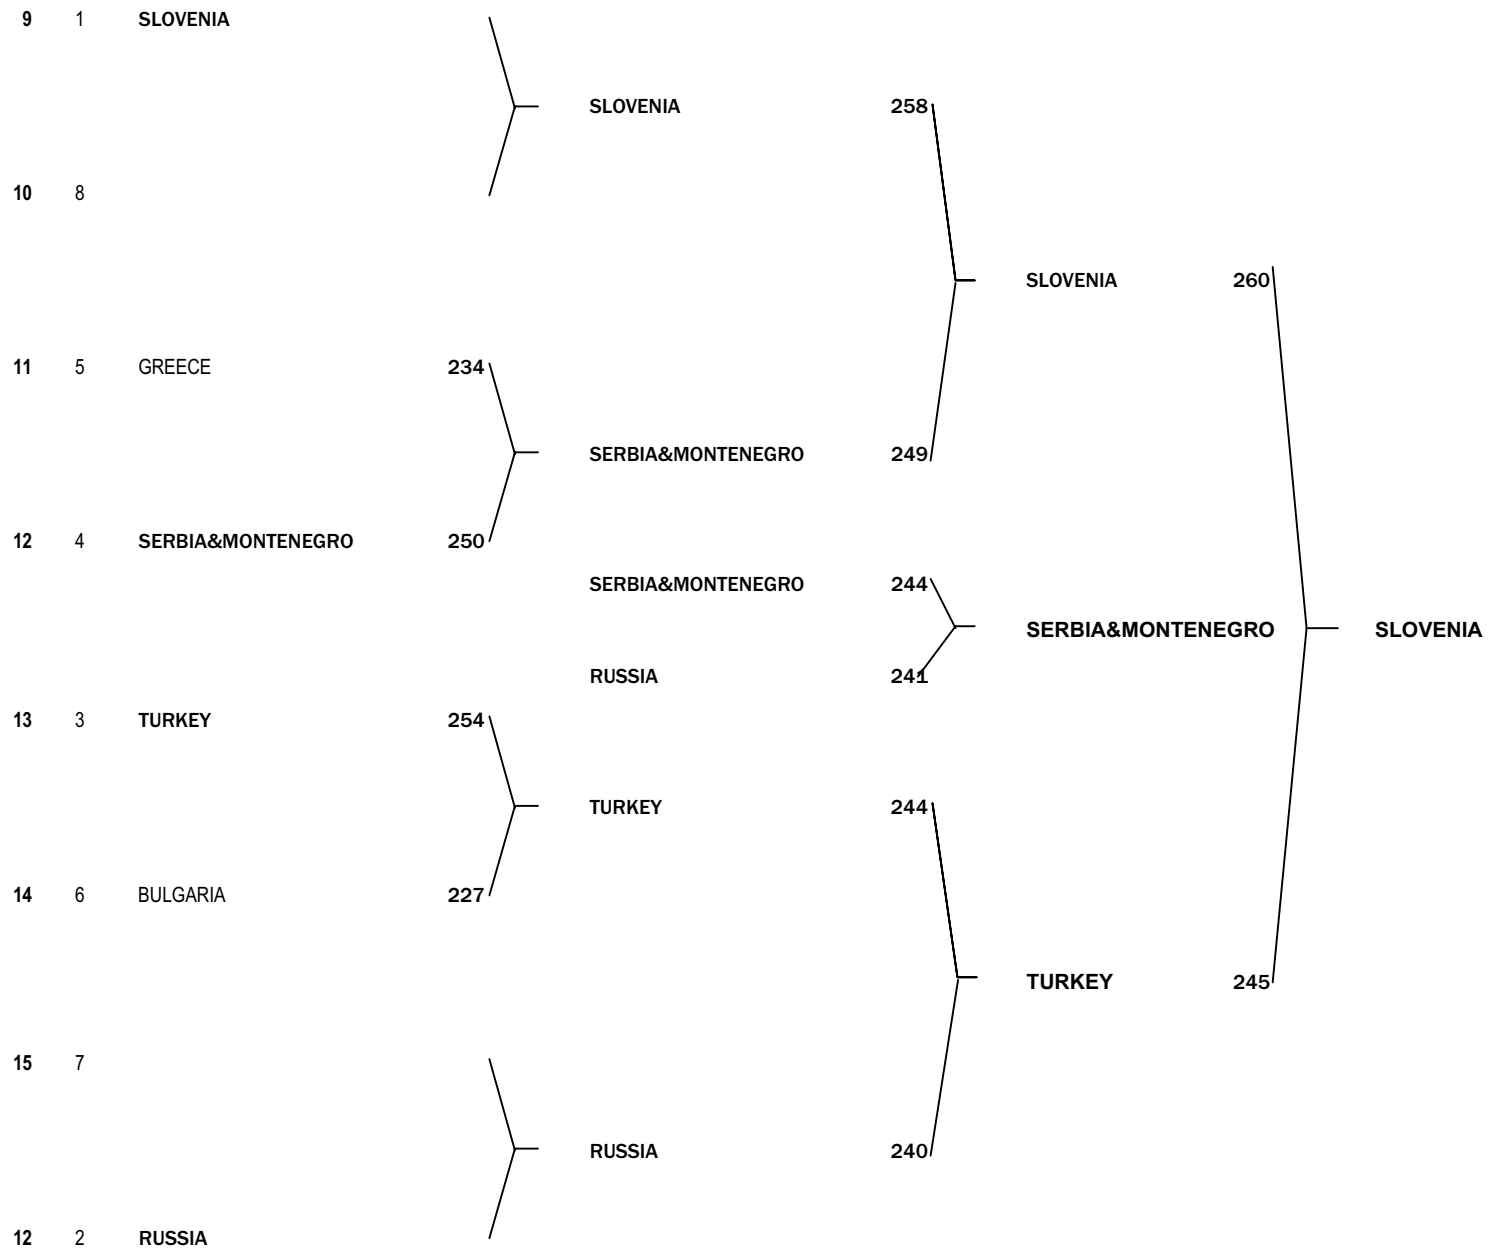 9 1 SLOVENIA
SLOVENIA 258
10 8
SLOVENIA 260
11 5 GREECE 234
SERBIA&MONTENEGRO 249
12 4 SERBIA&MONTENEGRO 250
SERBIA&MONTENEGRO 244
SERBIA&MONTENEGRO SLOVENIA
RUSSIA 241
13 3 TURKEY 254
TURKEY 244
14 6 BULGARIA 227
TURKEY 245
15 7
RUSSIA 240
12 2 RUSSIA